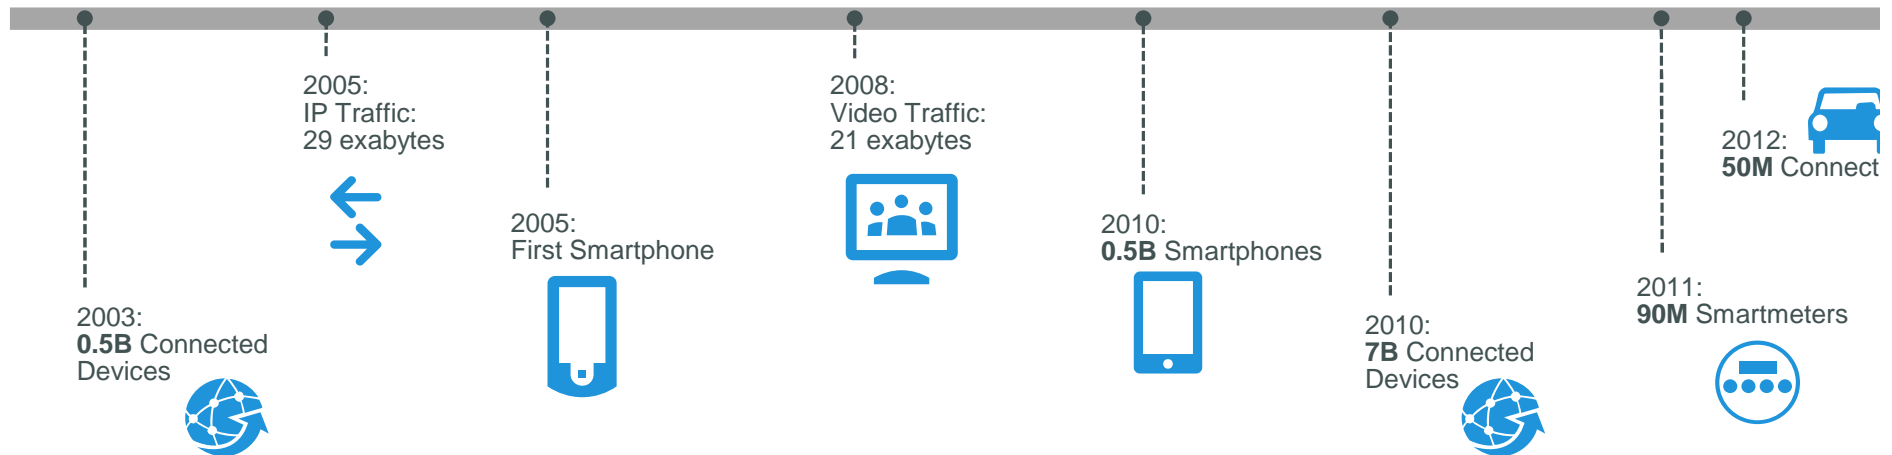 2003:
0.5B Connected
Devices
2005:
IP Traffic:
29 exabytes
2005:
First Smartphone
2008:
Video Traffic:
21 exabytes
2010:
0.5B Smartphones
2010:
7B Connected
Devices
2011:
90M Smartmeters
2012:
50M Connect